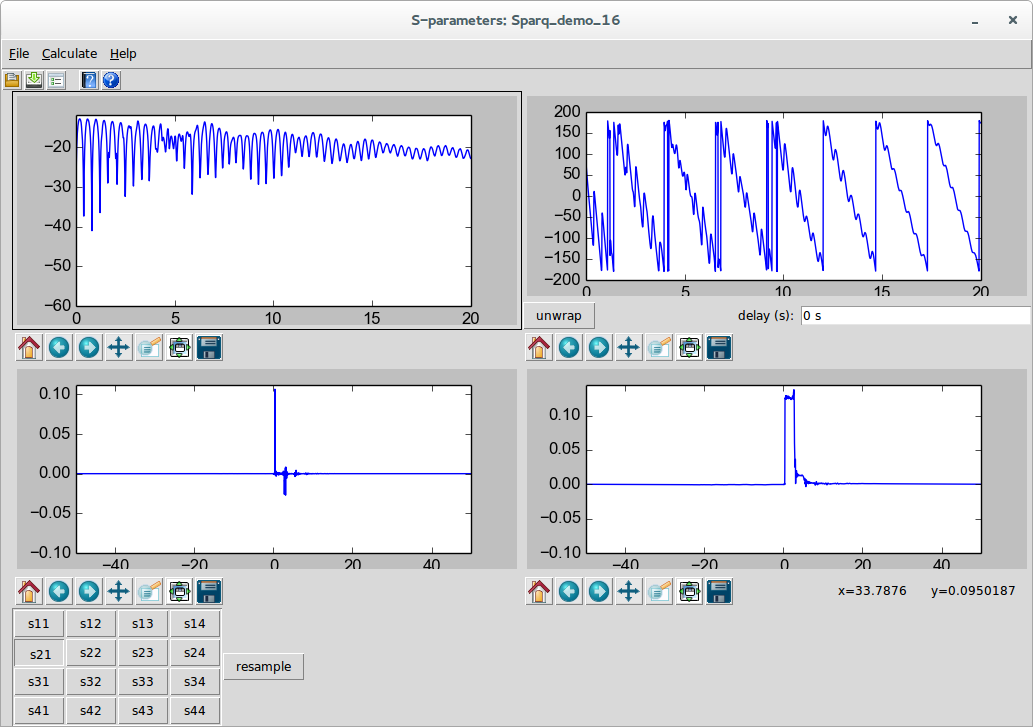 S-parameters: Sparq_demo_16
File Calculate Help
−20
−30
−40
−50
−60
0 5 10 15 20
200
150
100
50
0
−50
−100
−150
−200
0 5 10 15 20
unwrap delay (s): 0 s
0.10
0.05
0.00
−0.05
−0.10
−40 −20 0 20 40
0.10
0.05
0.00
−0.05
−0.10
−40 −20 0 20 40
x=33.7876 y=0.0950187
s11 s12 s13 s14
s21 s22 s23 s24
resample
s31 s32 s33 s34
s41 s42 s43 s44